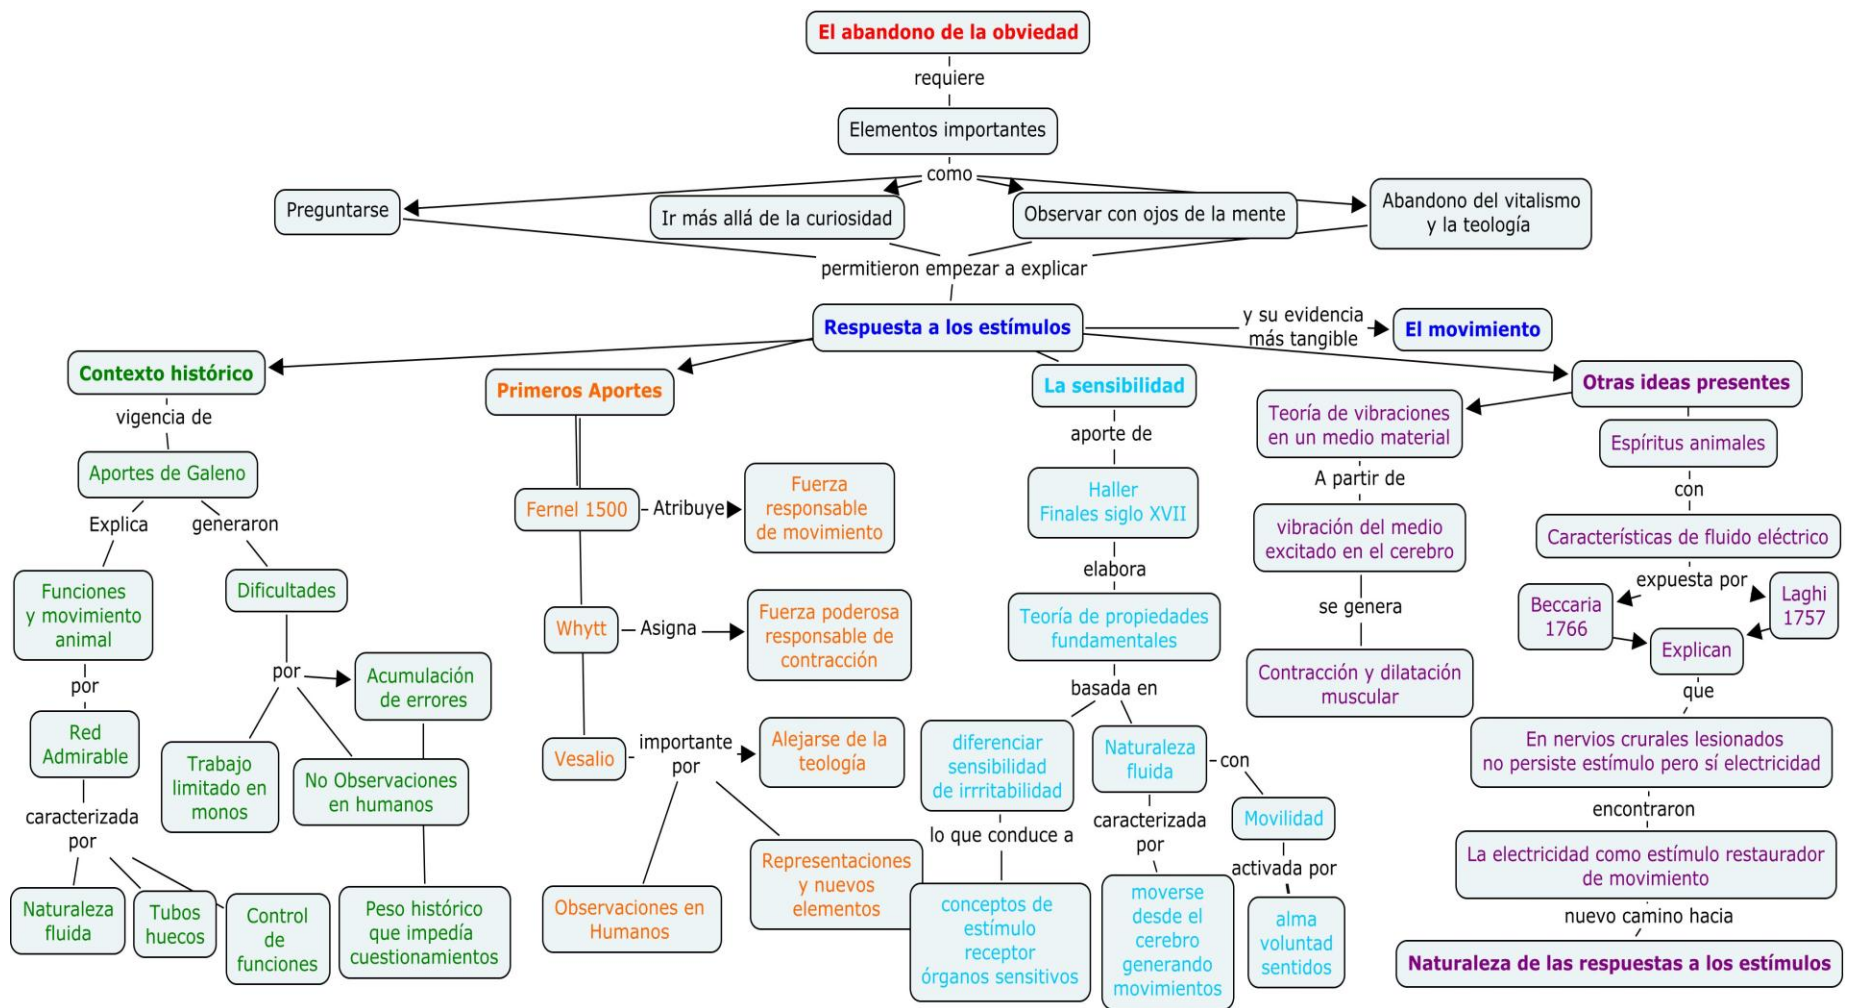 El abandono de la obviedad
requiere
Elementos importantes
como
Preguntarse
Ir más allá de la curiosidad
Observar con ojos de la mente
Abandono del vitalismo
y la teología
permitieron empezar a explicar
Respuesta a los estímulos
y su evidencia
más tangible
El movimiento
Contexto histórico
vigencia de
Aportes de Galeno
Explica
generaron
Funciones
y movimiento
animal
por
Red
Admirable
caracterizada
por
Naturaleza
fluida
Tubos
huecos
Control
de
funciones
Dificultades
por
Trabajo
limitado en
monos
No Observaciones
en humanos
Acumulación
de errores
Peso histórico
que impedía
cuestionamientos
Primeros Aportes
Fernel 1500
Atribuye
Fuerza
responsable
de movimiento
Whytt
Asigna
Fuerza poderosa
responsable de
contracción
Vesalio
importante
por
Alejarse de la
teología
Observaciones en
Humanos
Representaciones
y nuevos
elementos
La sensibilidad
aporte de
Haller
Finales siglo XVII
elabora
Teoría de propiedades
fundamentales
basada en
diferenciar
sensibilidad
de irrritabilidad
lo que conduce a
conceptos de
estímulo
receptor
órganos sensitivos
Naturaleza
fluida
caracterizada
por
moverse
desde el
cerebro
generando
movimientos
con
Movilidad
activada por
alma
voluntad
sentidos
Otras ideas presentes
Teoría de vibraciones
en un medio material
A partir de
vibración del medio
excitado en el cerebro
se genera
Contracción y dilatación
muscular
Espíritus animales
con
Características de fluido eléctrico
expuesta por
Beccaria
1766
Laghi
1757
Explican
que
En nervios crurales lesionados
no persiste estímulo pero sí electricidad
encontraron
La electricidad como estímulo restaurador
de movimiento
nuevo camino hacia
Naturaleza de las respuestas a los estímulos